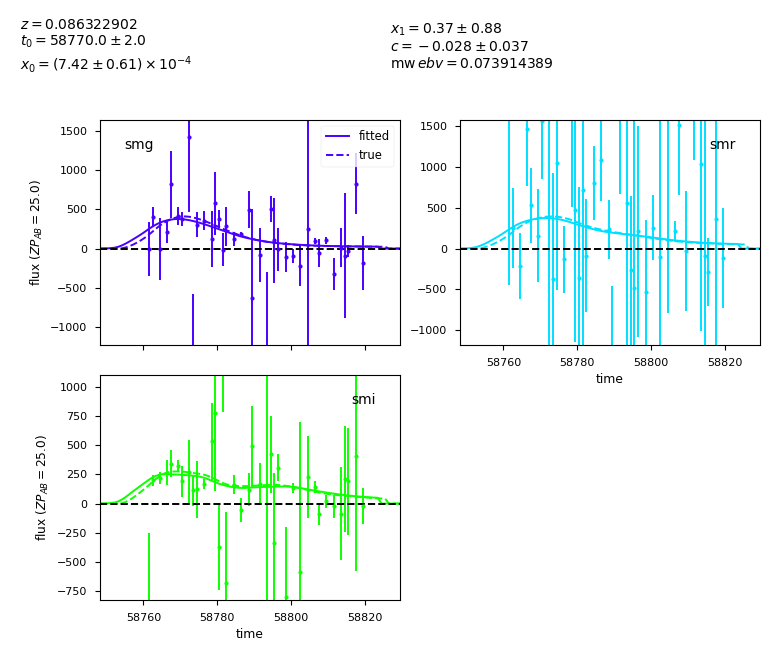 z = 0.086322902
t₀ = 58770.0 ± 2.0
x₀ = (7.42 ± 0.61) × 10⁻⁴
x₁ = 0.37 ± 0.88
c = −0.028 ± 0.037
mw ebv = 0.073914389
smg
fitted
true
1500
1000
500
0
−500
−1000
flux (ZP_AB = 25.0)
smr
1500
1000
500
0
−500
−1000
58760 58780 58800 58820
time
smi
1000
750
500
250
0
−250
−500
−750
flux (ZP_AB = 25.0)
58760 58780 58800 58820
time